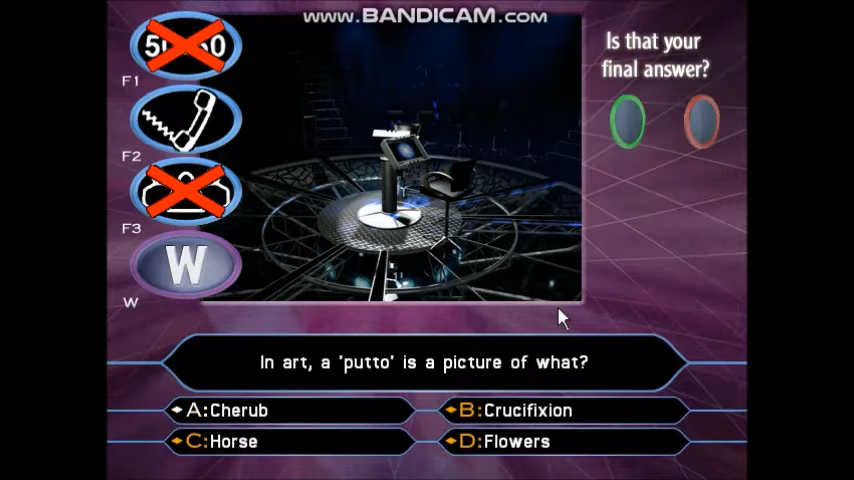 www.BANDICAM.com
Is that your
final answer?
F1
F2
F3
W
W
In art, a 'putto' is a picture of what?
A:Cherub
B:Crucifixion
C:Horse
D:Flowers